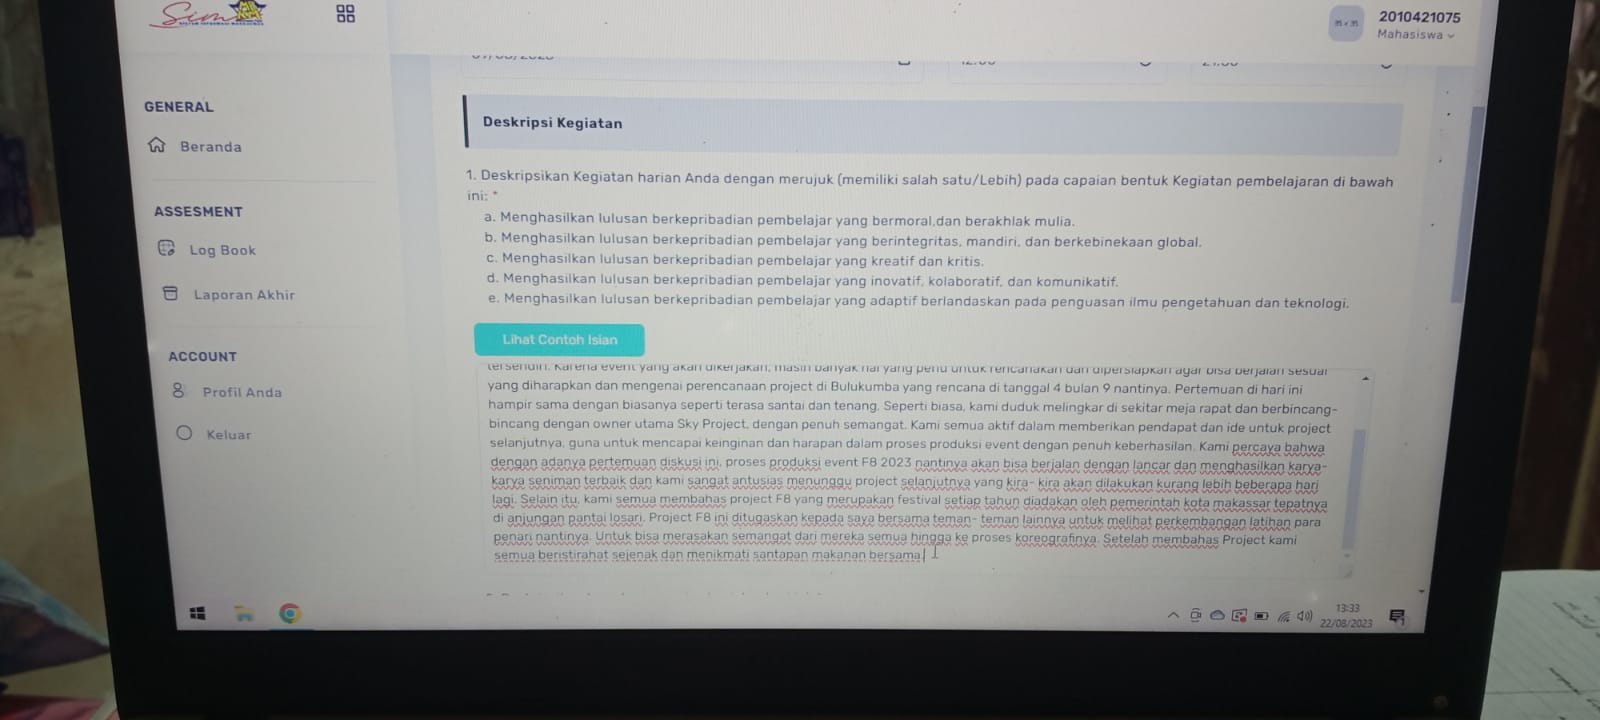 Sim
2010421075
Mahasiswa
GENERAL
Beranda
ASSESMENT
Log Book
Laporan Akhir
ACCOUNT
Profil Anda
Keluar
Deskripsi Kegiatan
1. Deskripsikan Kegiatan harian Anda dengan merujuk (memiliki salah satu/Lebih) pada capaian bentuk Kegiatan pembelajaran di bawah
ini: *
a. Menghasilkan lulusan berkepribadian pembelajar yang bermoral,dan berakhlak mulia.
b. Menghasilkan lulusan berkepribadian pembelajar yang berintegritas, mandiri, dan berkebinekaan global.
c. Menghasilkan lulusan berkepribadian pembelajar yang kreatif dan kritis.
d. Menghasilkan lulusan berkepribadian pembelajar yang inovatif, kolaboratif, dan komunikatif.
e. Menghasilkan lulusan berkepribadian pembelajar yang adaptif berlandaskan pada penguasan ilmu pengetahuan dan teknologi.
Lihat Contoh Isian
tersendiri. Karena event yang akan dikerjakan, masih banyak hal yang perlu untuk rencanakan dan dipersiapkan agar bisa berjalan sesuai
yang diharapkan dan mengenai perencanaan project di Bulukumba yang rencana di tanggal 4 bulan 9 nantinya. Pertemuan di hari ini
hampir sama dengan biasanya seperti terasa santai dan tenang. Seperti biasa, kami duduk melingkar di sekitar meja rapat dan berbincang-
bincang dengan owner utama Sky Project, dengan penuh semangat. Kami semua aktif dalam memberikan pendapat dan ide untuk project
selanjutnya, guna untuk mencapai keinginan dan harapan dalam proses produksi event dengan penuh keberhasilan. Kami percaya bahwa
dengan adanya pertemuan diskusi ini, proses produksi event F8 2023 nantinya akan bisa berjalan dengan lancar dan menghasilkan karya-
karya seniman terbaik dan kami sangat antusias menunggu project selanjutnya yang kira- kira akan dilakukan kurang lebih beberapa hari
lagi. Selain itu, kami semua membahas project F8 yang merupakan festival setiap tahun diadakan oleh pemerintah kota makassar tepatnya
di anjungan pantai losari. Project F8 ini ditugaskan kepada saya bersama teman- teman lainnya untuk melihat perkembangan latihan para
penari nantinya. Untuk bisa merasakan semangat dari mereka semua hingga ke proses koreografinya. Setelah membahas Project kami
semua beristirahat sejenak dan menikmati santapan makanan bersama.
13:33
22/08/2023